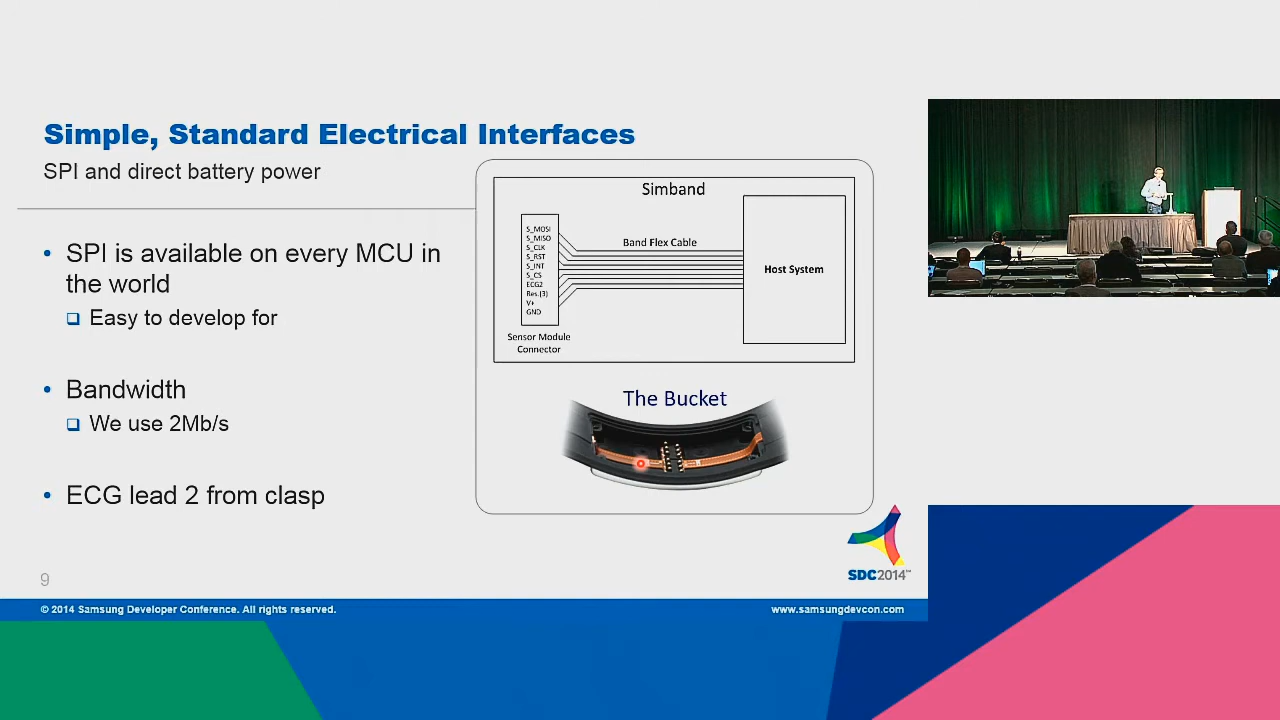 Simple, Standard Electrical Interfaces
SPI and direct battery power
• SPI is available on every MCU in
the world
❑ Easy to develop for
• Bandwidth
❑ We use 2Mb/s
• ECG lead 2 from clasp
Simband
S_MOSI
S_MISO
S_CLK
S_RST
S_INT
S_CS
ECG2
Res.(3)
V+
GND
Sensor Module
Connector
Band Flex Cable
Host System
The Bucket
9
SDC2014™
© 2014 Samsung Developer Conference. All rights reserved.
www.samsungdevcon.com